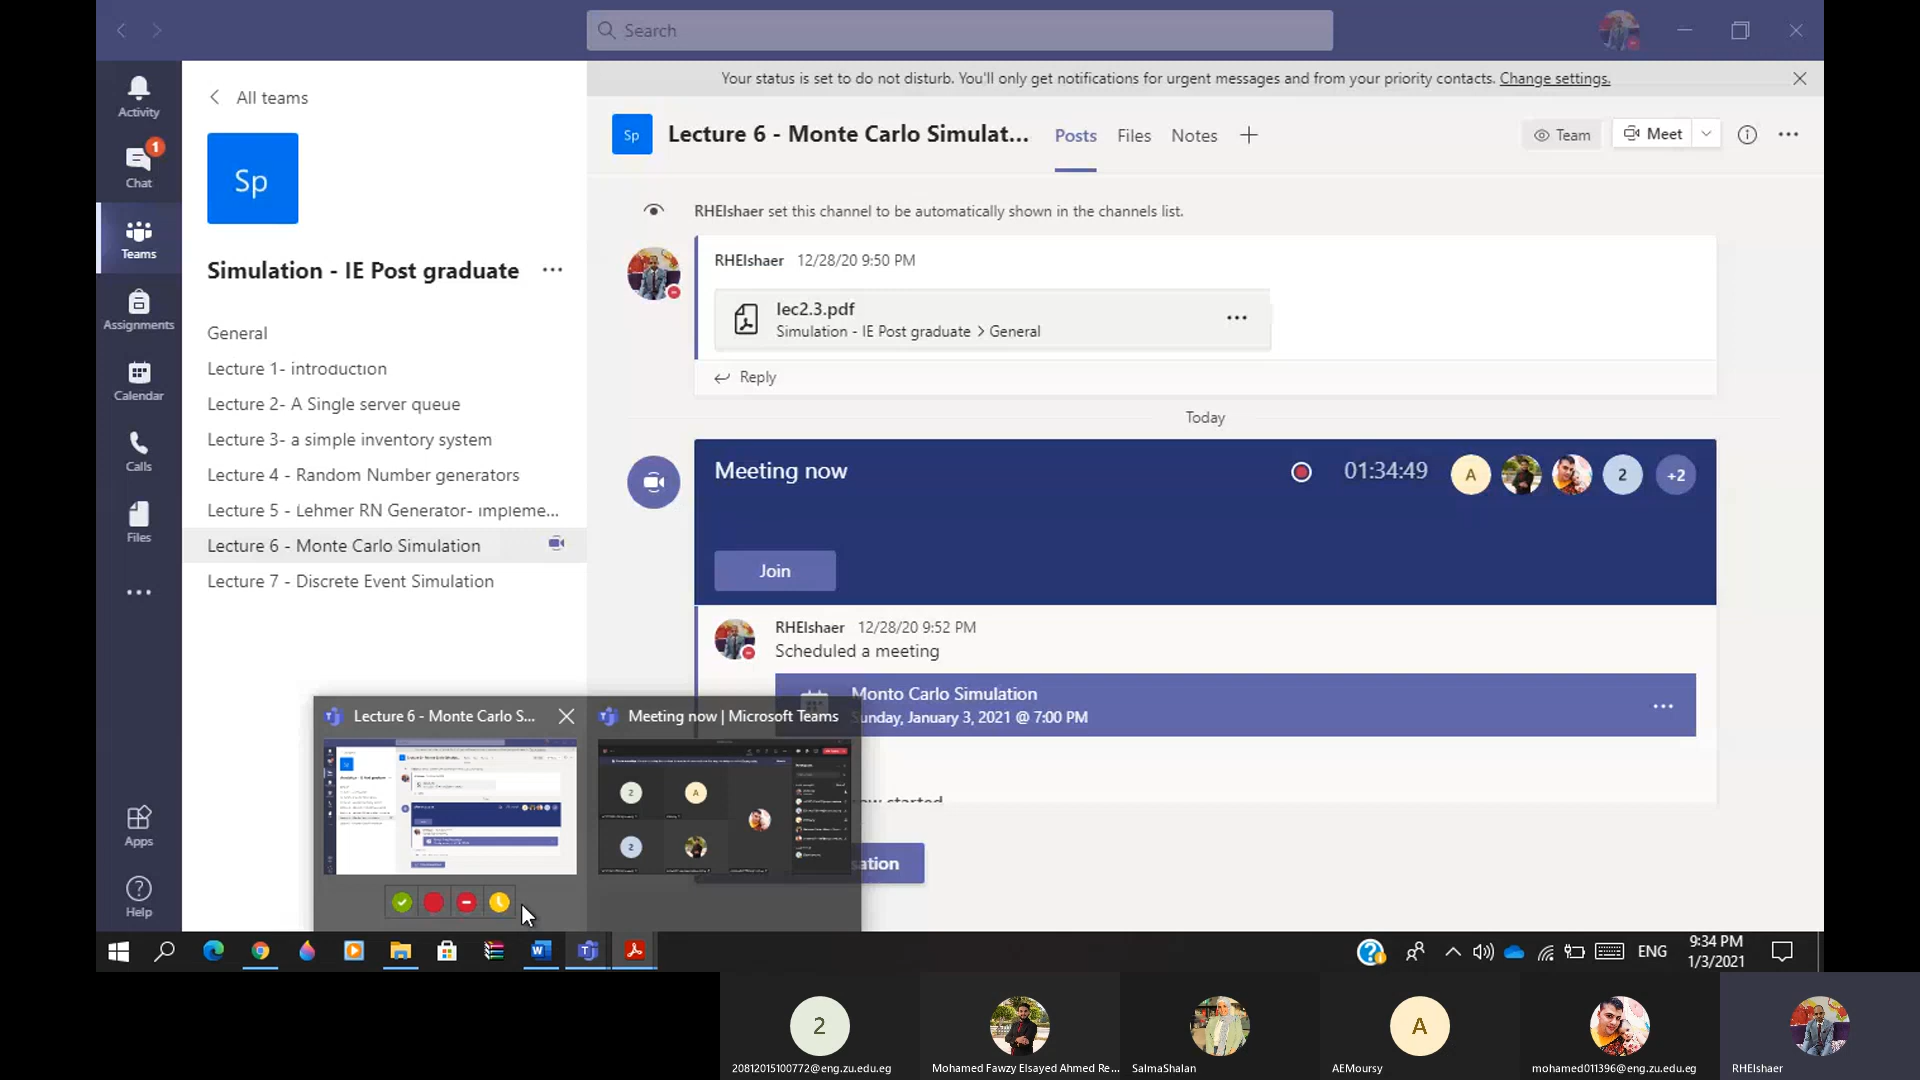 Search
Your status is set to do not disturb. You'll only get notifications for urgent messages and from your priority contacts. Change settings.
Activity
Chat
1
Teams
Assignments
Calendar
Calls
Files
Apps
Help
All teams
Sp
Simulation - IE Post graduate
General
Lecture 1- introduction
Lecture 2- A Single server queue
Lecture 3- a simple inventory system
Lecture 4 - Random Number generators
Lecture 5 - Lehmer RN Generator- impleme...
Lecture 6 - Monte Carlo Simulation
Lecture 7 - Discrete Event Simulation
Sp
Lecture 6 - Monte Carlo Simulat...
Posts
Files
Notes
Team
Meet
RHElshaer set this channel to be automatically shown in the channels list.
RHElshaer 12/28/20 9:50 PM
lec2.3.pdf
Simulation - IE Post graduate > General
Reply
Today
Meeting now
01:34:49
A
2
+2
Join
RHElshaer 12/28/20 9:52 PM
Scheduled a meeting
Monto Carlo Simulation
Sunday, January 3, 2021 @ 7:00 PM
Lecture 6 - Monte Carlo S...
Meeting now | Microsoft Teams
2
A
2
ENG
9:34 PM
1/3/2021
2
A
20812015100772@eng.zu.edu.eg
Mohamed Fawzy Elsayed Ahmed Re...
SalmaShalan
AEMoursy
mohamed011396@eng.zu.edu.eg
RHElshaer